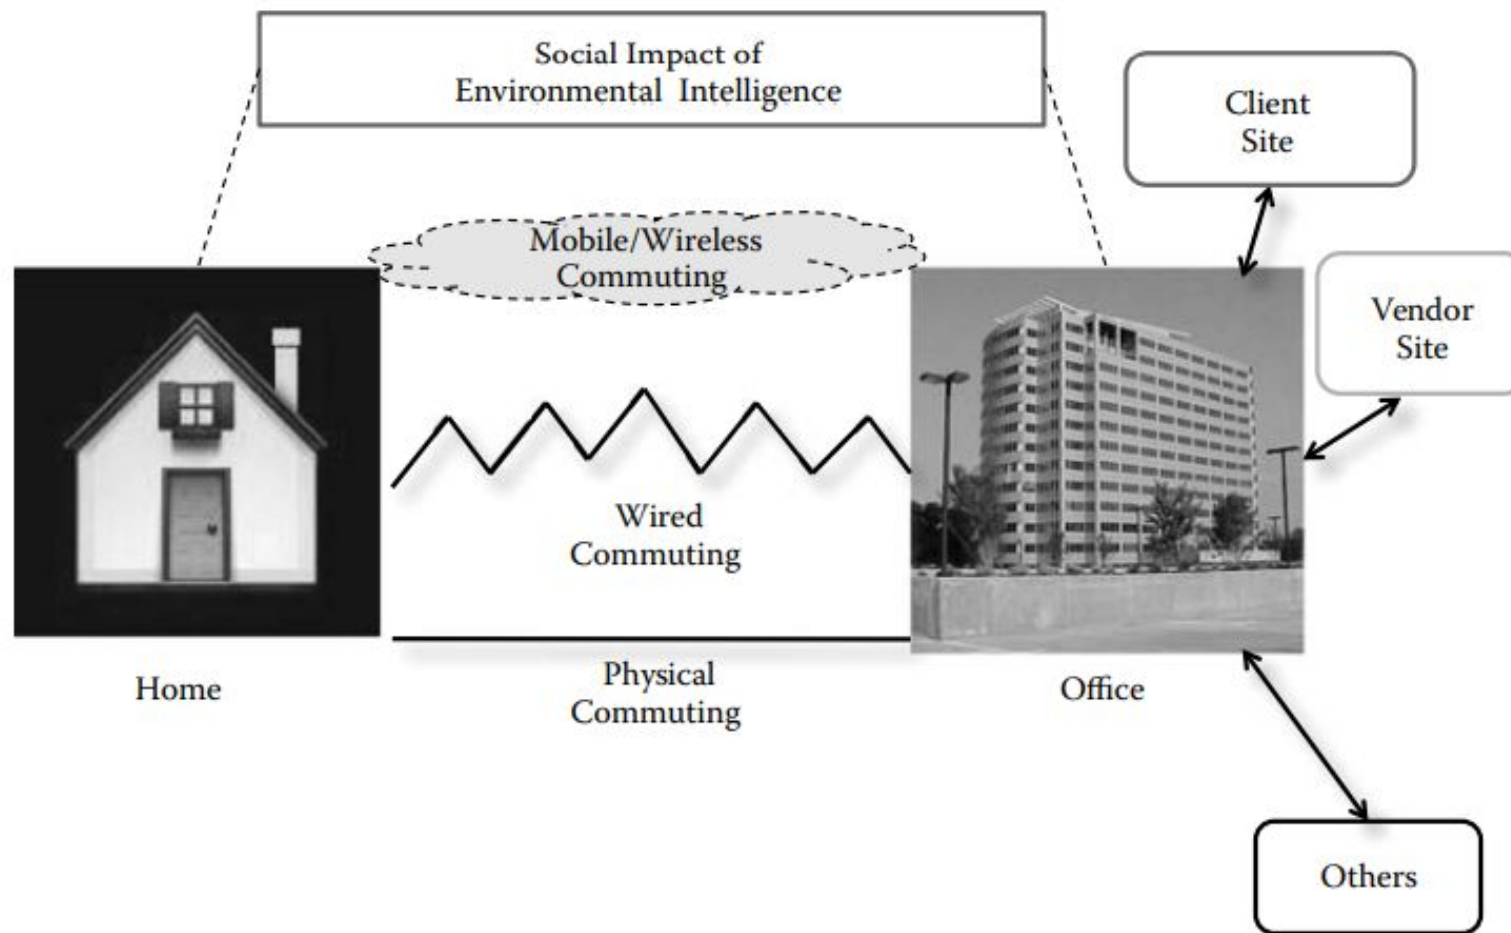 Social Impact of
Environmental Intelligence
Client
Site
Mobile/Wireless
Commuting
Vendor
Site
Wired
Commuting
Physical
Commuting
Home
Office
Others